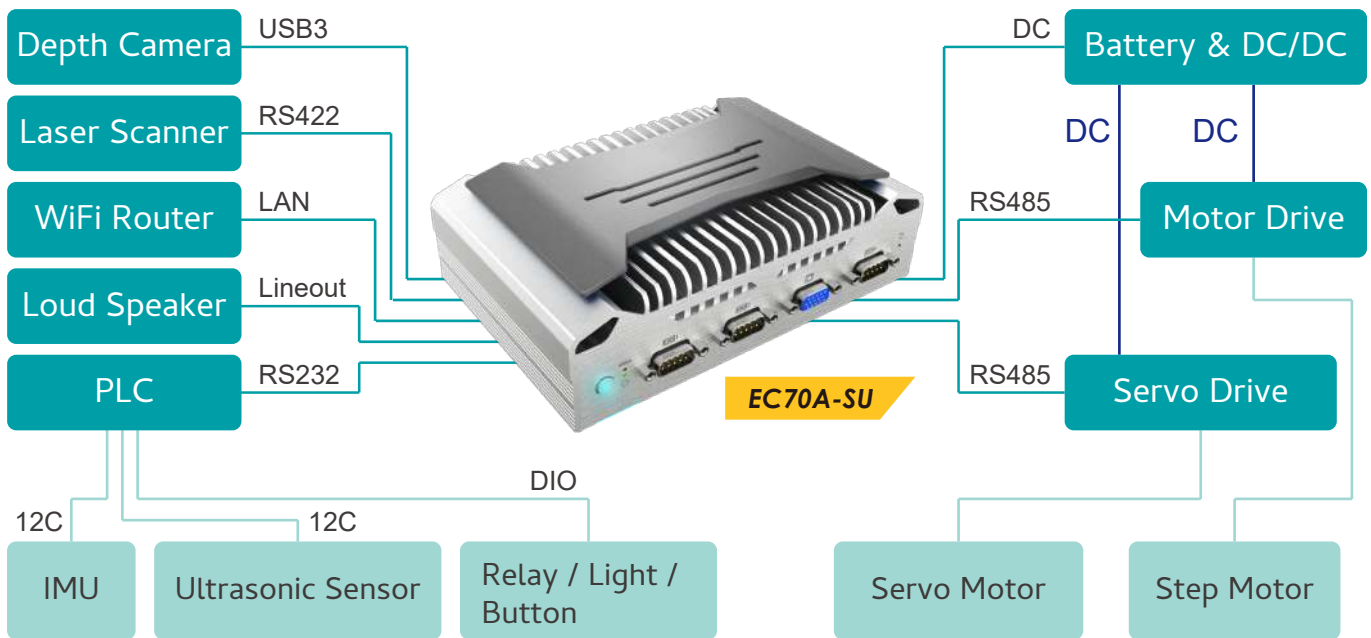 Depth Camera
USB3
DC
Battery & DC/DC
Laser Scanner
RS422
DC
DC
WiFi Router
LAN
RS485
Motor Drive
Loud Speaker
Lineout
PLC
RS232
EC70A-SU
RS485
Servo Drive
DIO
12C
12C
IMU
Ultrasonic Sensor
Relay / Light /
Button
Servo Motor
Step Motor